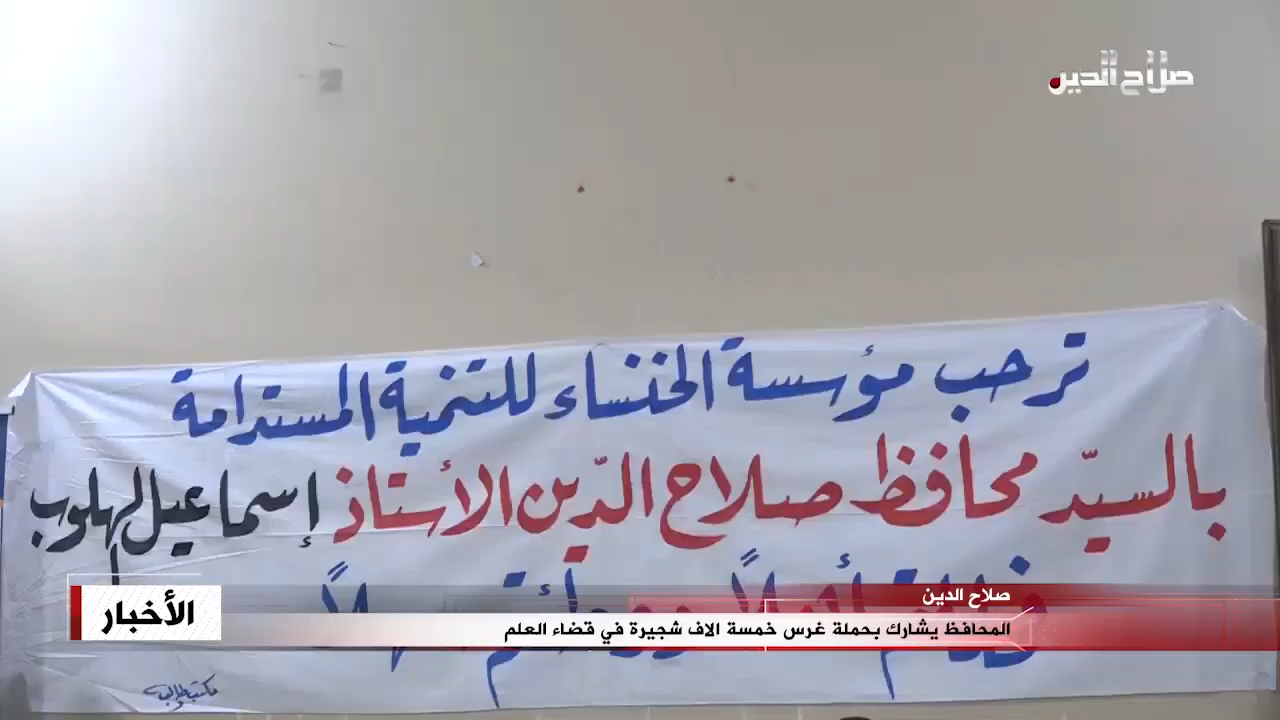 صلاح الدين
ترحب مؤسسة الخنساء للتنمية المستدامة
بالسيّد محافظ صلاح الدّين الأستاذ إسماعيل الهلوب
صلاح الدين
المحافظ يشارك بحملة غرس خمسة الاف شجيرة في قضاء العلم
الأخبار